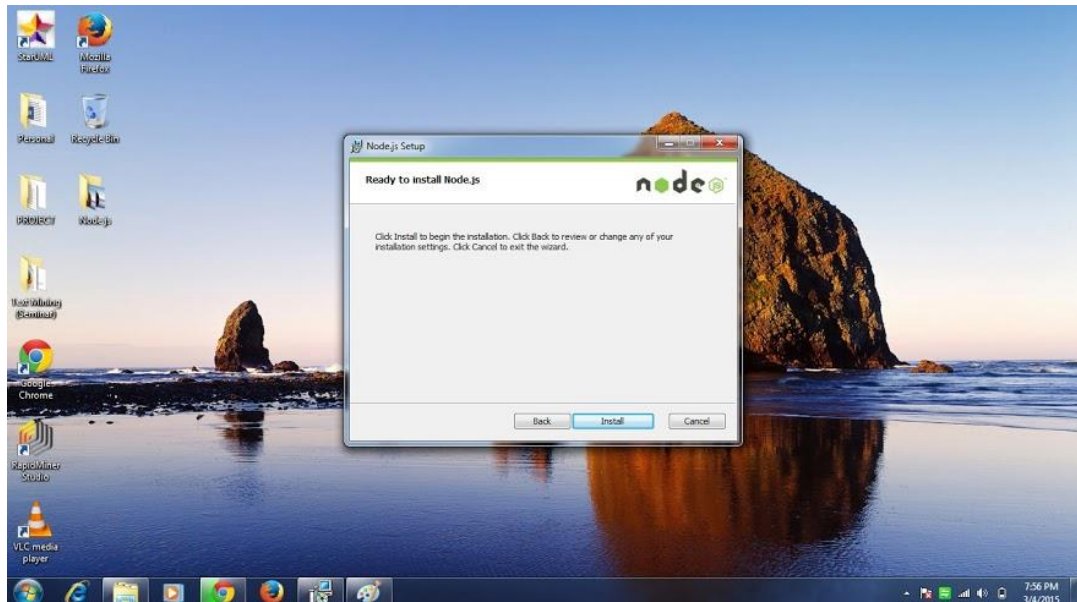 StarUML
Mozilla
Firefox
Personal
Recycle Bin
PROJECT
Node.js
Text Mining
(Seminar)
Google
Chrome
RapidMiner
Studio
VLC media
player
Node.js Setup
Ready to install Node.js
node
JS
Click Install to begin the installation. Click Back to review or change any of your
installation settings. Click Cancel to exit the wizard.
Back
Install
Cancel
7:56 PM
3/4/2015